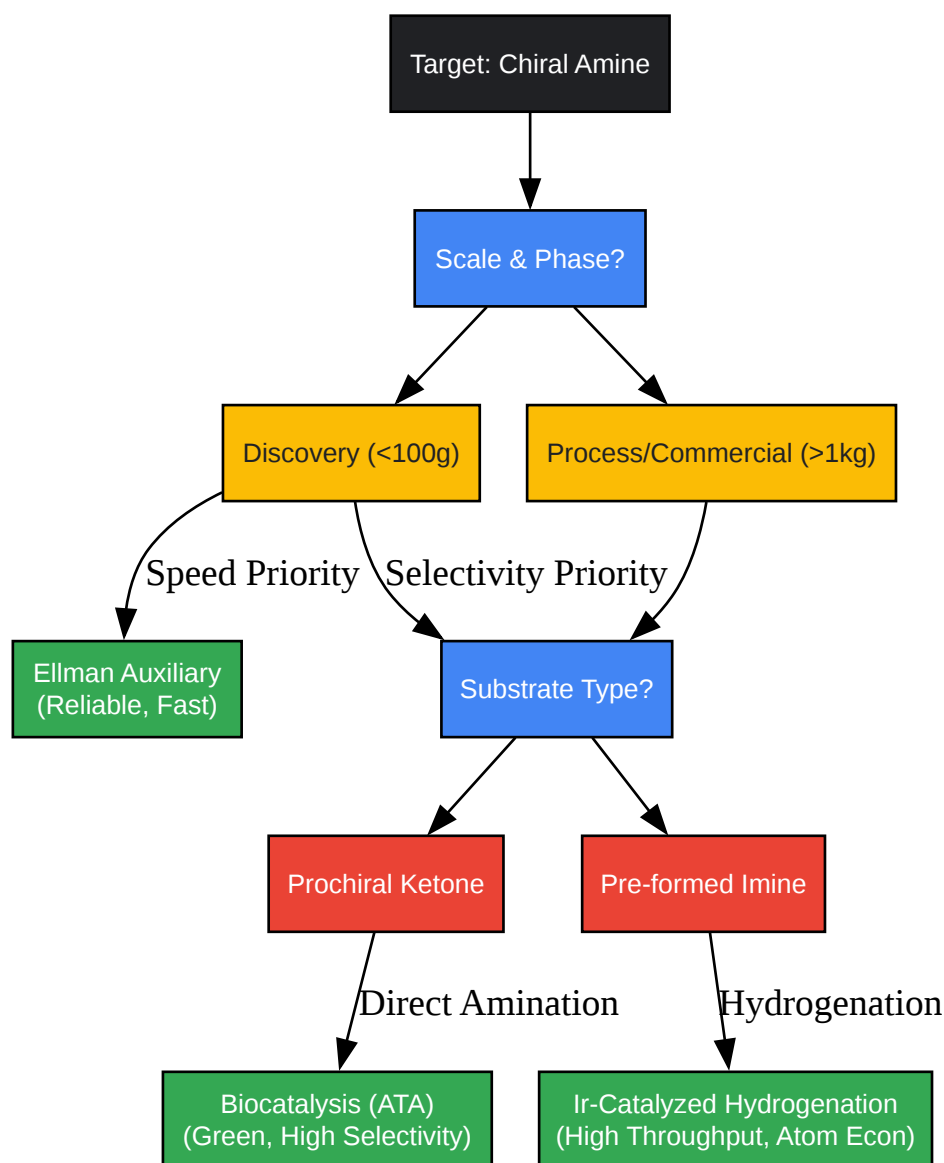 Target: Chiral Amine
Scale & Phase?
Discovery (<100g)
Process/Commercial (>1kg)
Speed Priority
Selectivity Priority
Ellman Auxiliary
(Reliable, Fast)
Substrate Type?
Prochiral Ketone
Pre-formed Imine
Direct Amination
Hydrogenation
Biocatalysis (ATA)
(Green, High Selectivity)
Ir-Catalyzed Hydrogenation
(High Throughput, Atom Econ)